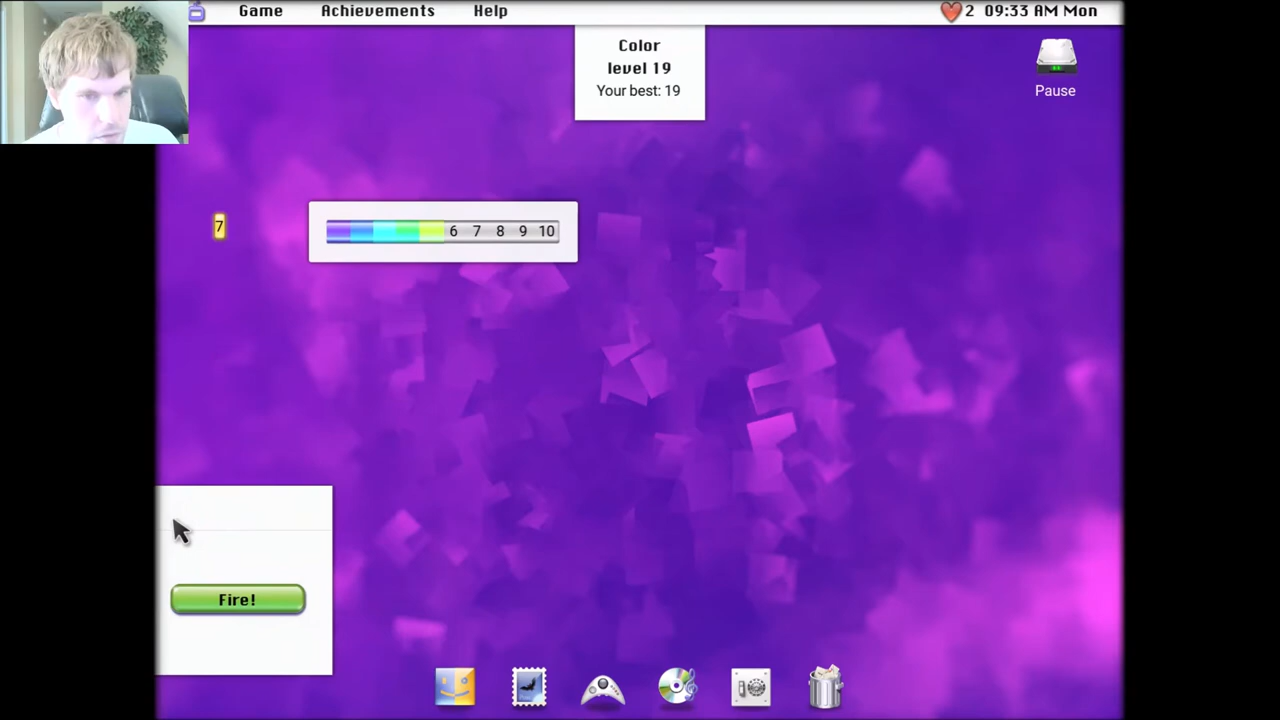 Game Achievements Help 2 09:33 AM Mon
Color
level 19
Your best: 19
Pause
7
6 7 8 9 10
Fire!